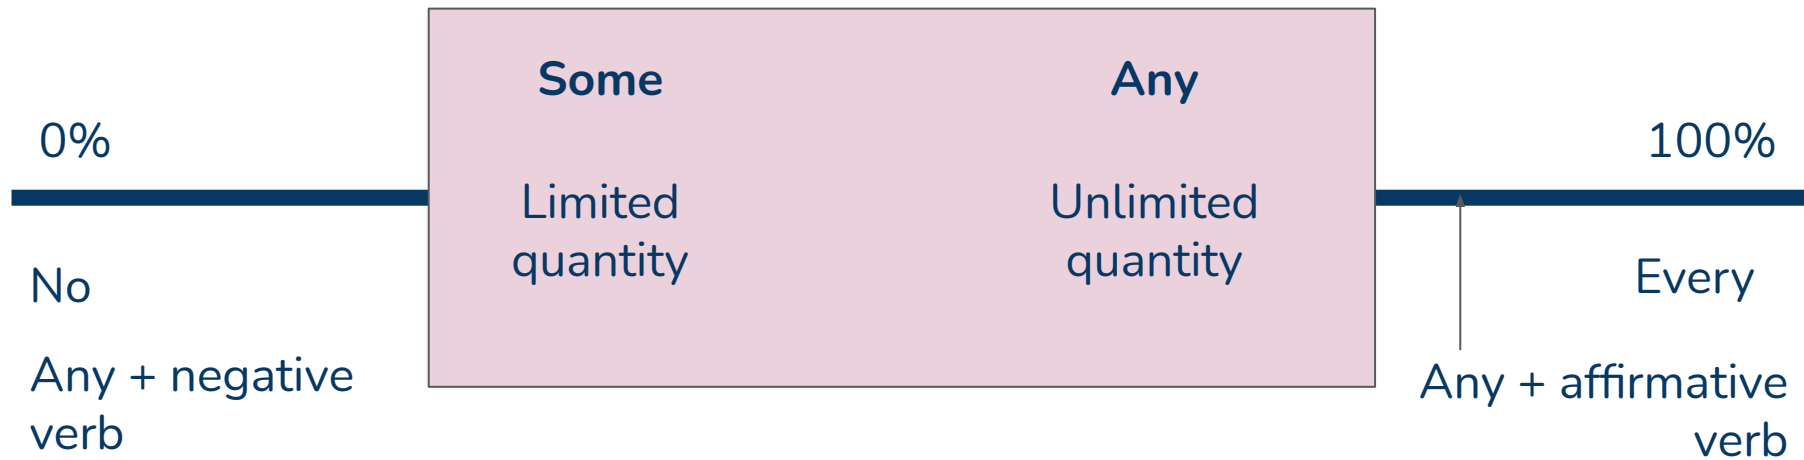 Some
Any
0%
100%
Limited
quantity
Unlimited
quantity
No
Every
Any + negative
verb
Any + affirmative
verb